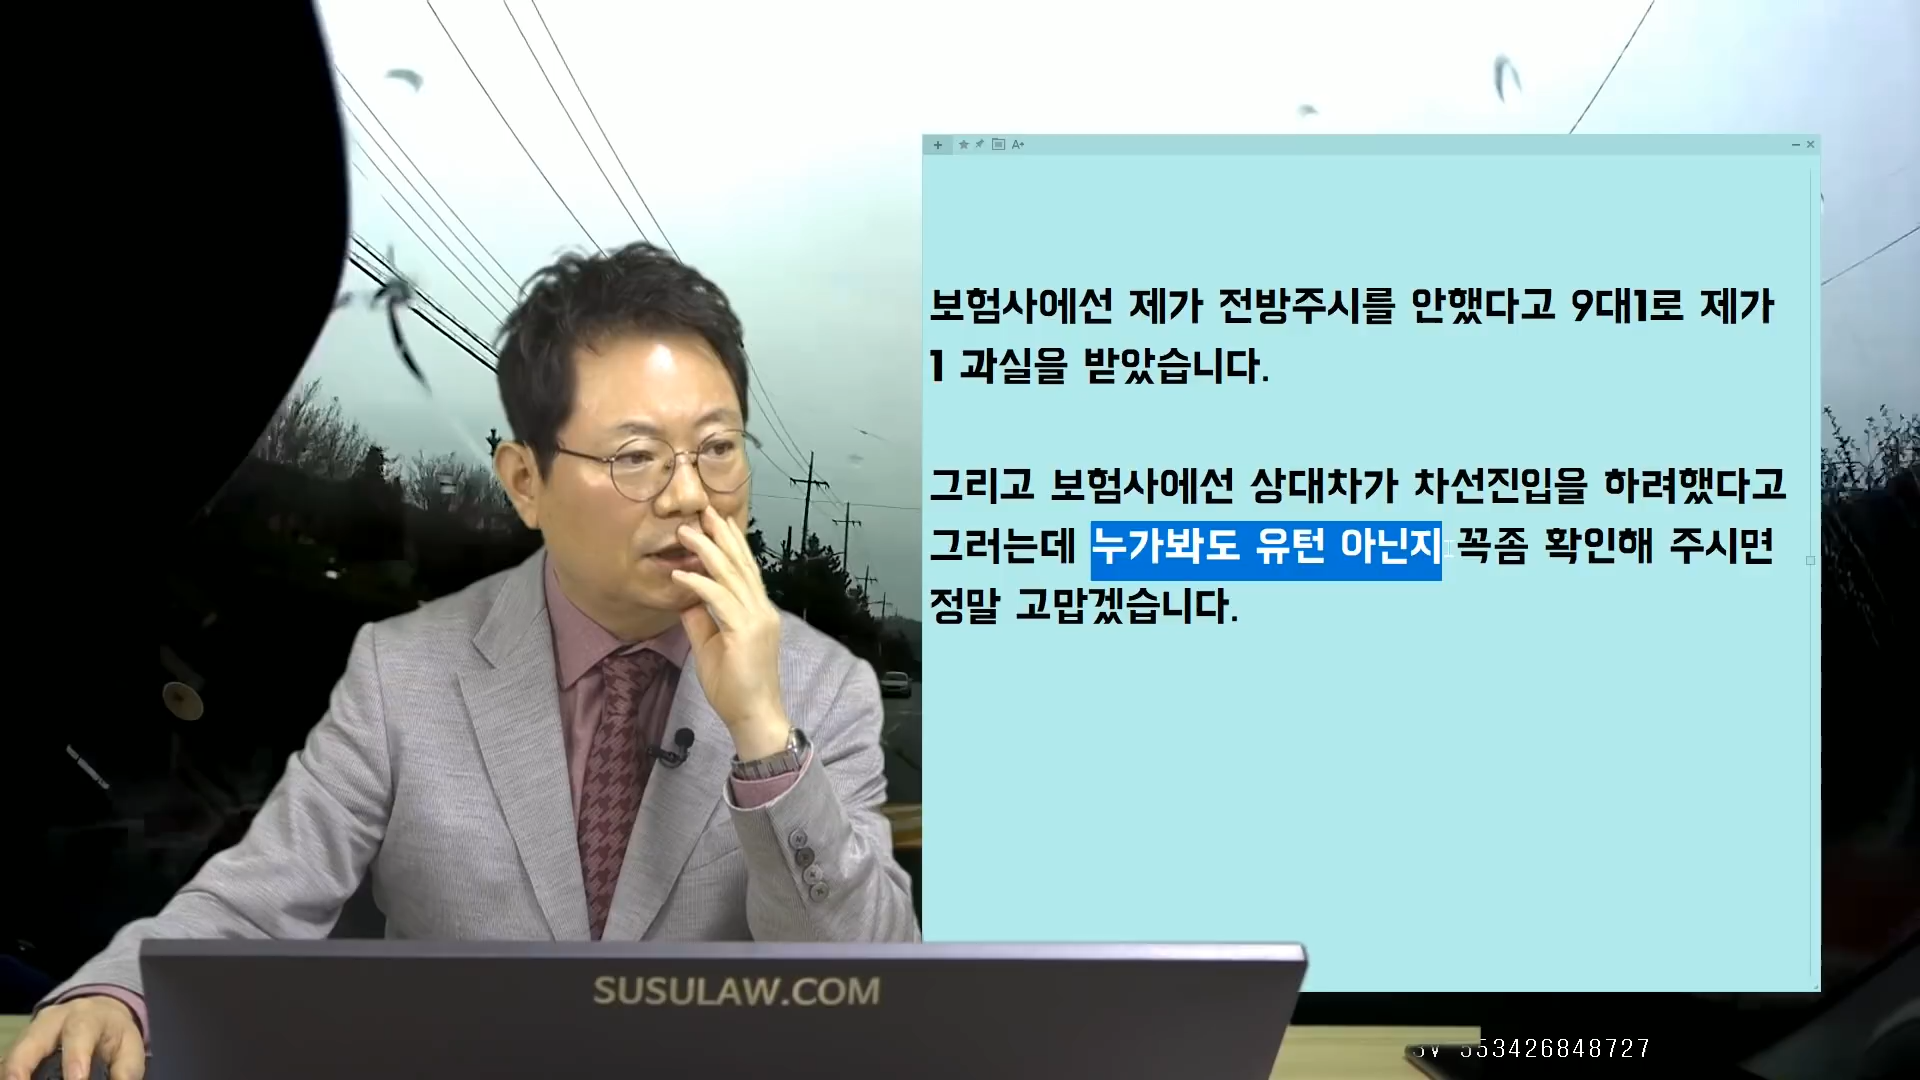 보험사에선 제가 전방주시를 안했다고 9대1로 제가
1 과실을 받았습니다.
그리고 보험사에선 상대차가 차선진입을 하려했다고
그러는데 누가봐도 유턴 아닌지 꼭좀 확인해 주시면
정말 고맙겠습니다.
SUSULAW.COM
553426848727